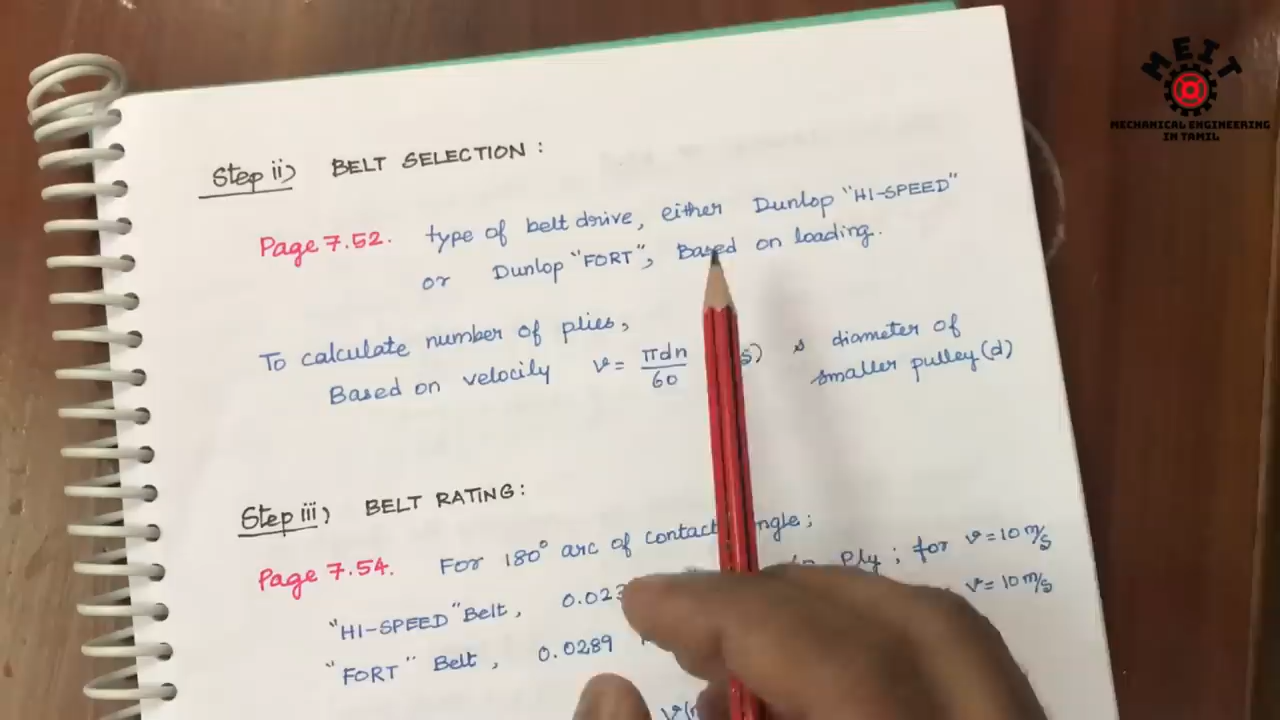 Step ii) BELT SELECTION :
Page 7.52. type of belt drive, either Dunlop "HI-SPEED"
or Dunlop "FORT", Based on loading.
To calculate number of plies,
Based on velocity v = πdn/60 s) & diameter of
smaller pulley(d)
Step iii) BELT RATING :
Page 7.54. For 180° arc of contact angle ;
"HI-SPEED" Belt, 0.023 Ply ; for v = 10 m/s
"FORT" Belt, 0.0289 v = 10 m/s
MEIT
MECHANICAL ENGINEERING
IN TAMIL